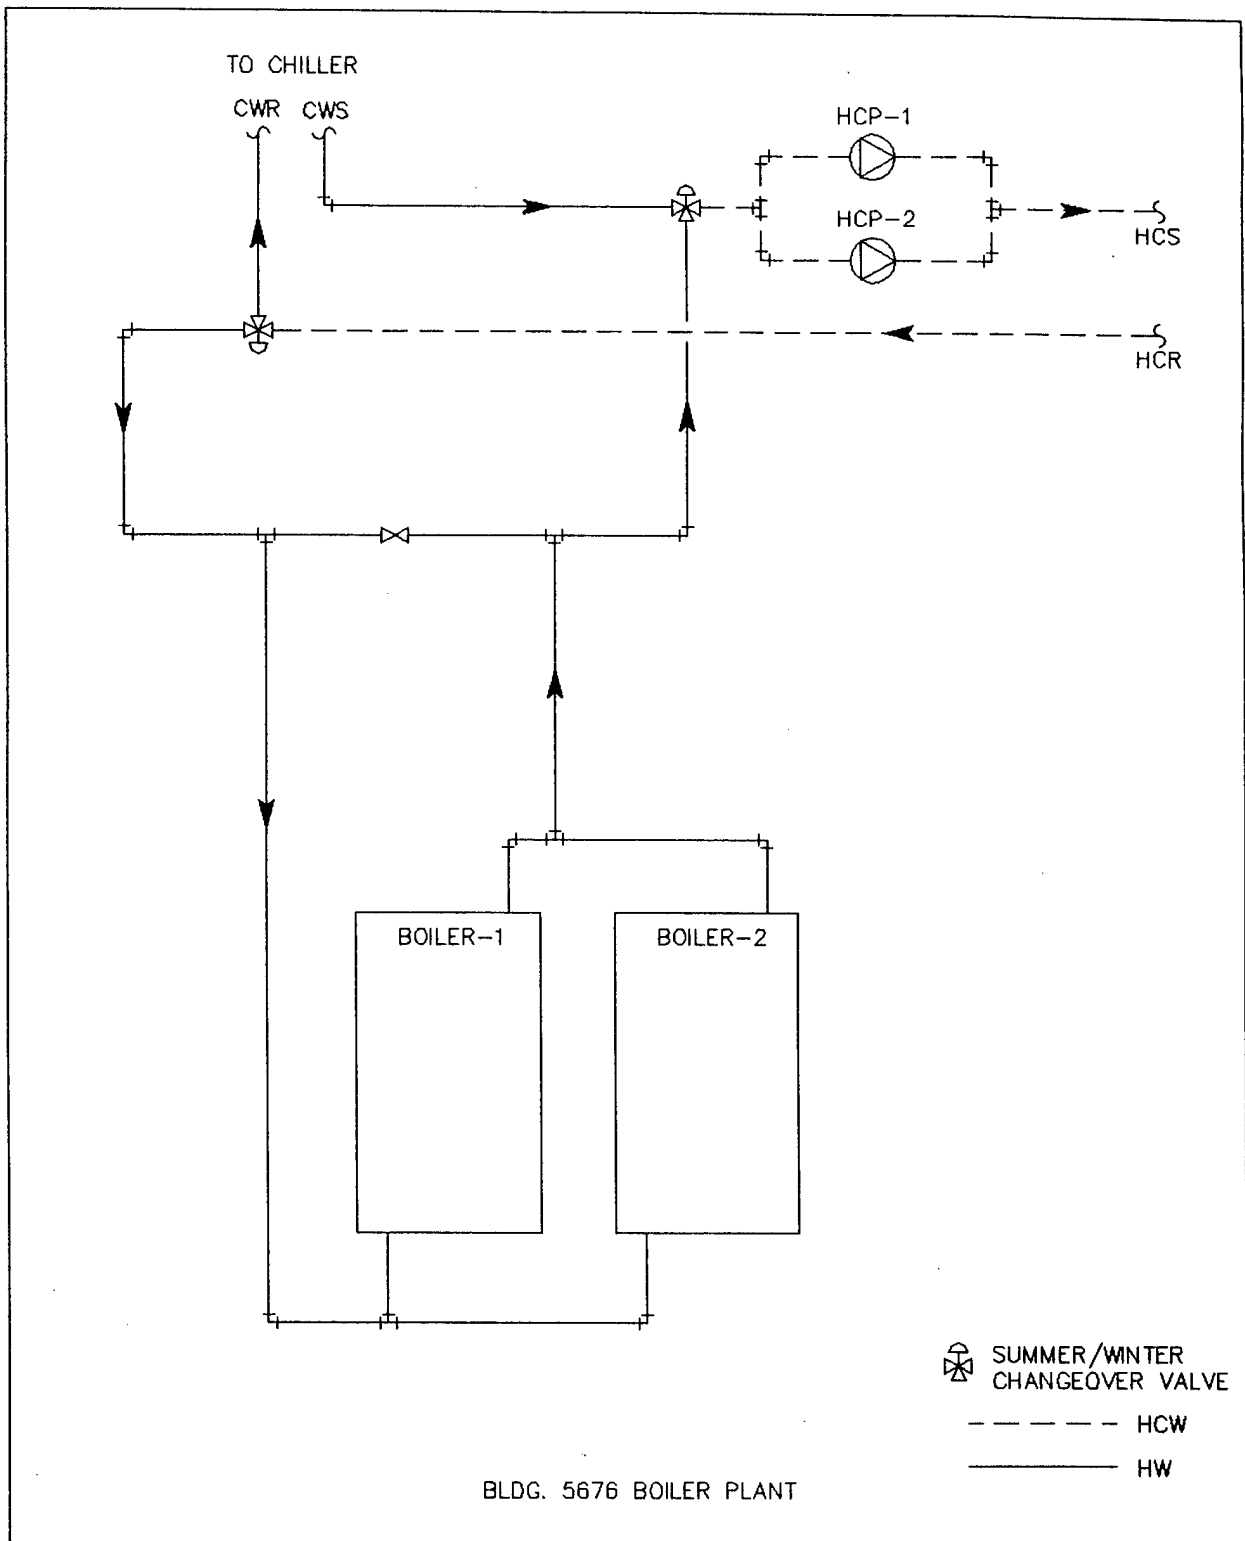 TO CHILLER
CWR CWS
HCP-1
HCP-2
HCS
HCR
BOILER-1
BOILER-2
SUMMER/WINTER
CHANGEOVER VALVE
HCW
HW
BLDG. 5676 BOILER PLANT